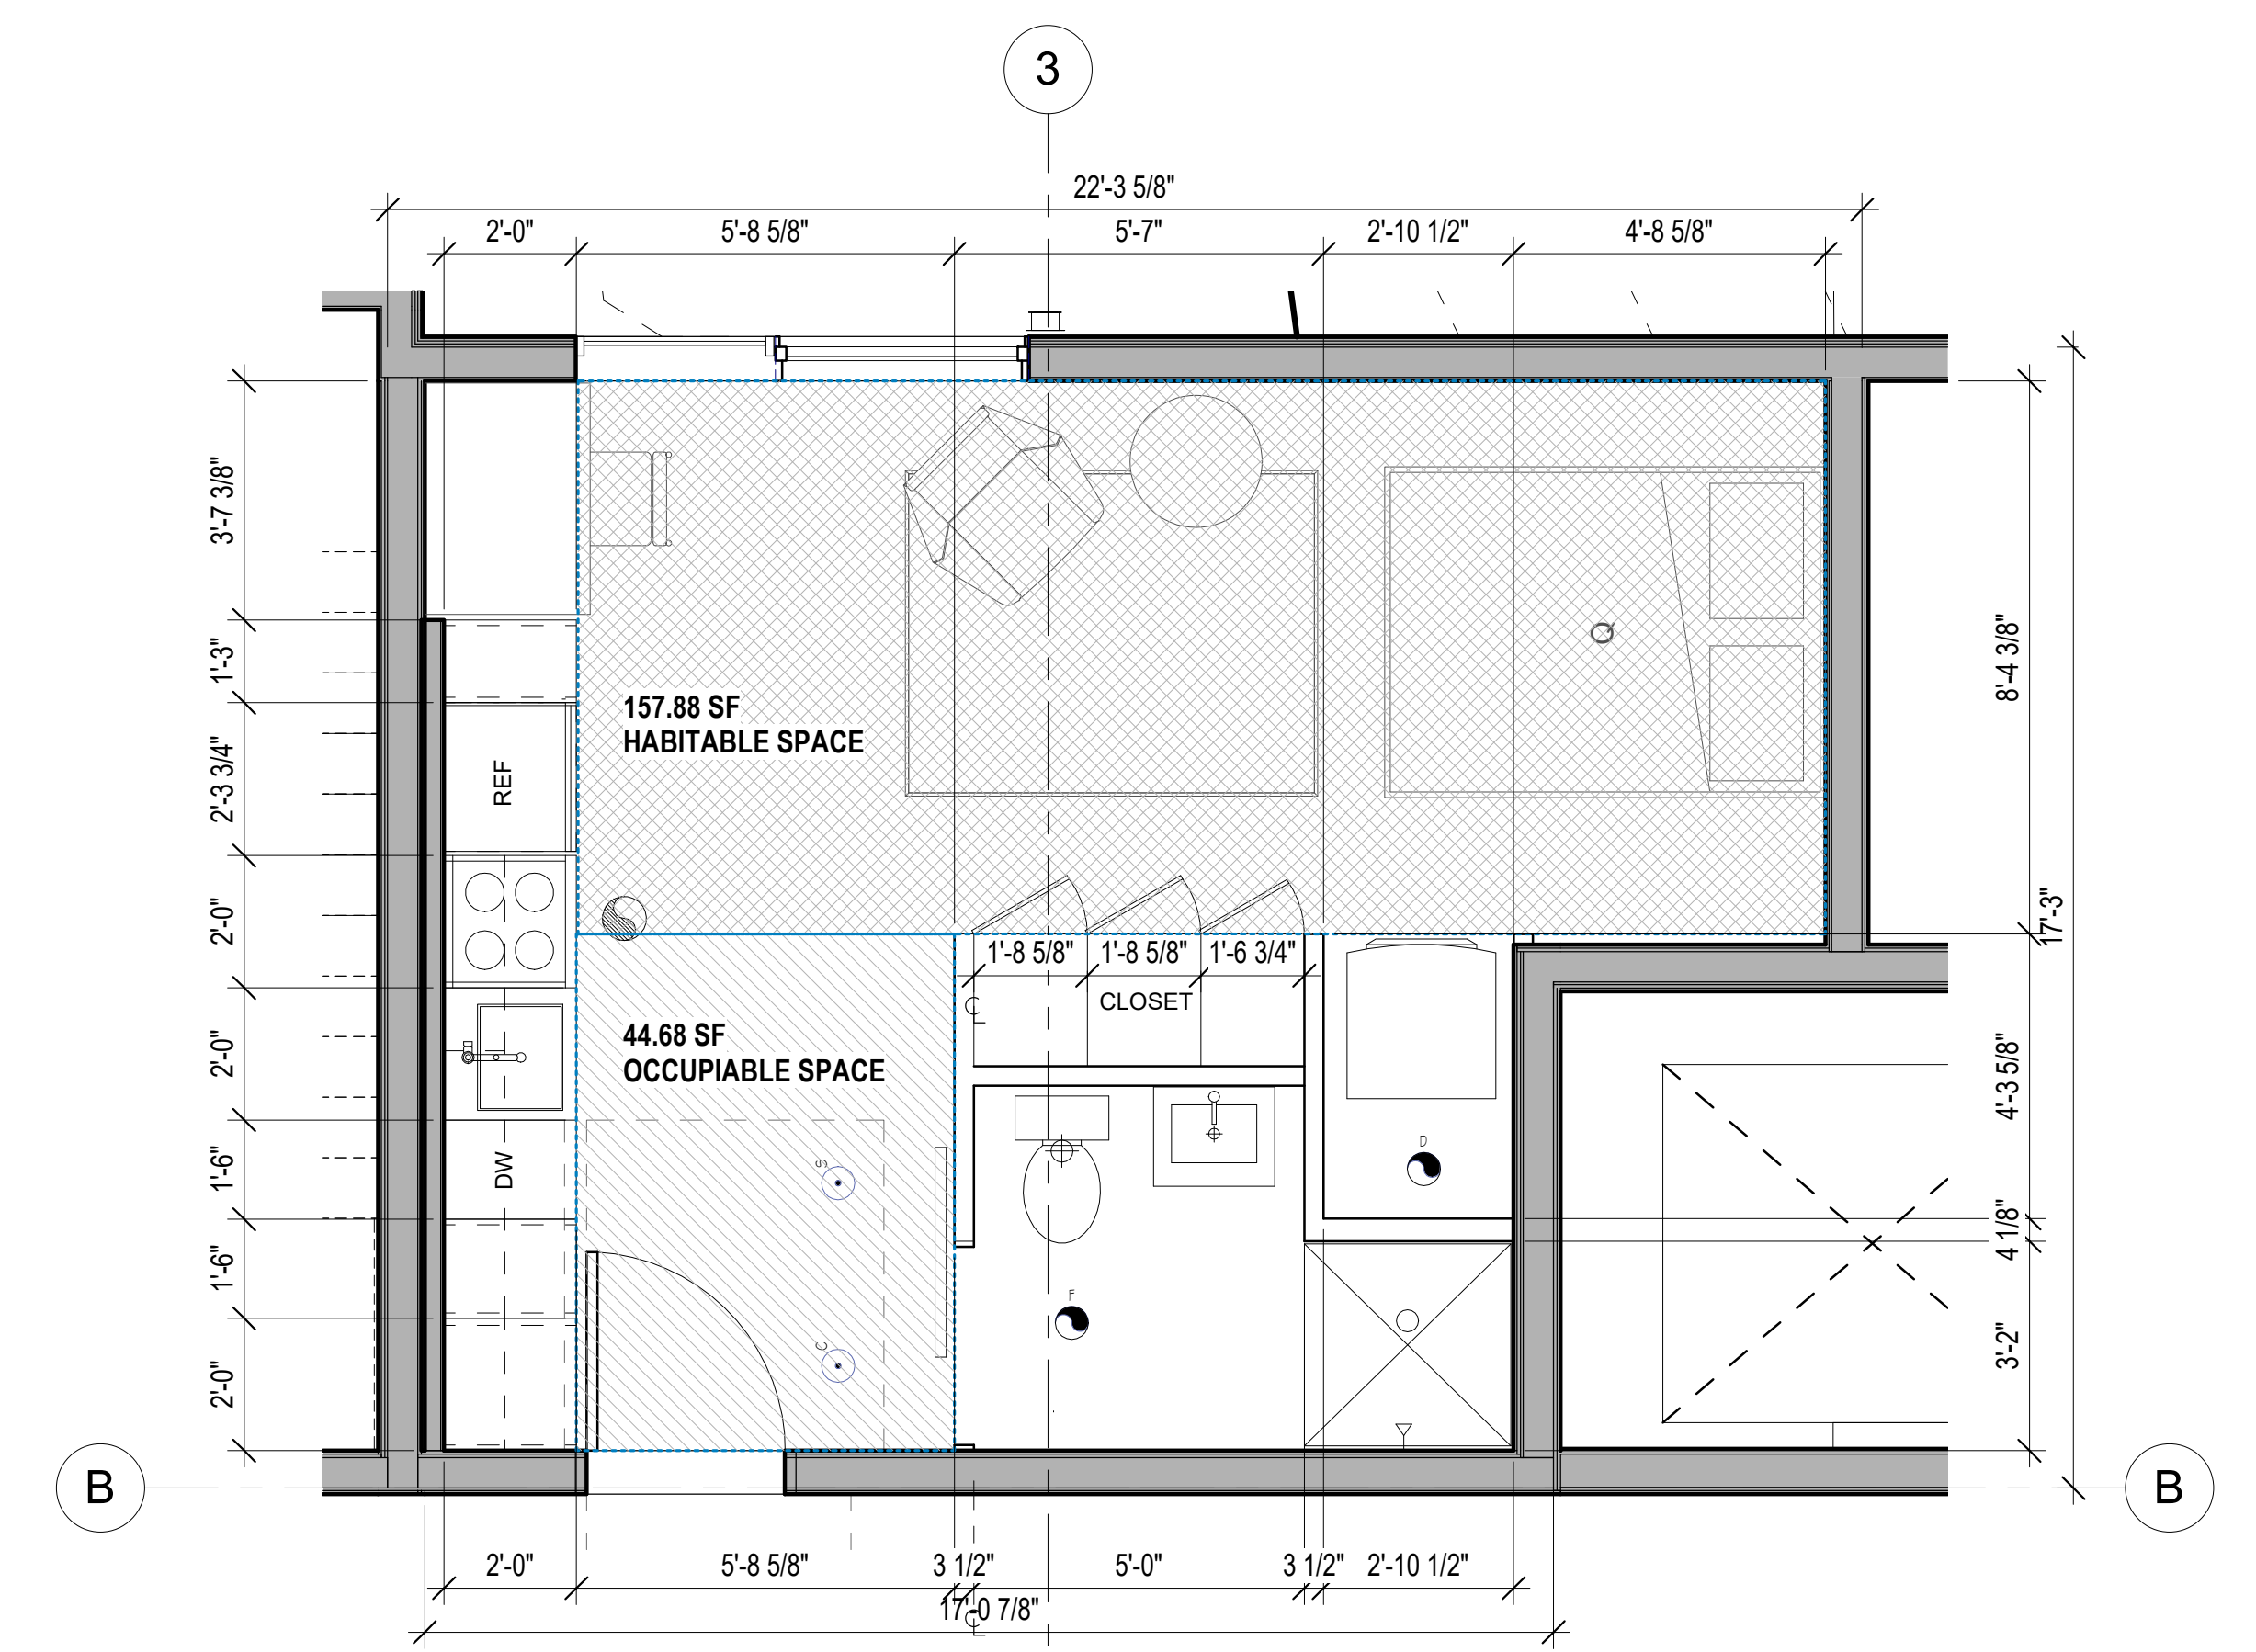 3
22'-3 5/8"
2'-0"
5'-8 5/8"
5'-7"
2'-10 1/2"
4'-8 5/8"
3'-7 3/8"
1'-3"
2'-3 3/4"
2'-0"
2'-0"
1'-6"
1'-6"
2'-0"
REF
DW
157.88 SF
HABITABLE SPACE
Q
8'-4 3/8"
17'-3"
1'-8 5/8"
1'-8 5/8"
1'-6 3/4"
CL
CLOSET
44.68 SF
OCCUPIABLE SPACE
S
C
F
D
4'-3 5/8"
4 1/8"
3'-2"
B
B
2'-0"
5'-8 5/8"
3 1/2"
5'-0"
3 1/2"
2'-10 1/2"
17'-0 7/8"
CL